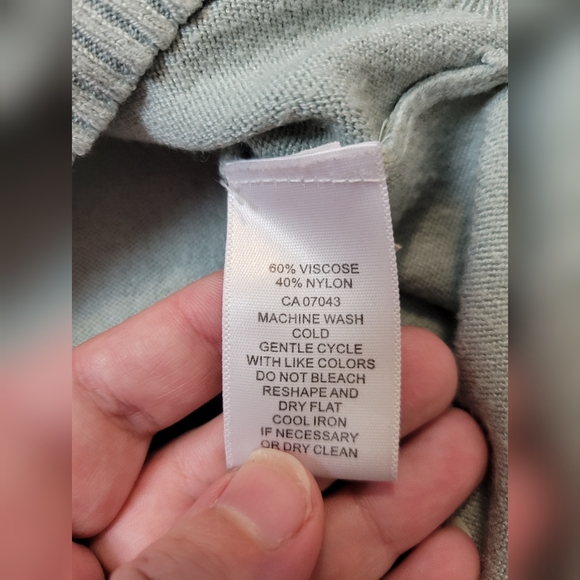 60% VISCOSE
40% NYLON
CA 07043
MACHINE WASH
COLD
GENTLE CYCLE
WITH LIKE COLORS
DO NOT BLEACH
RESHAPE AND
DRY FLAT
COOL IRON
IF NECESSARY
OR DRY CLEAN